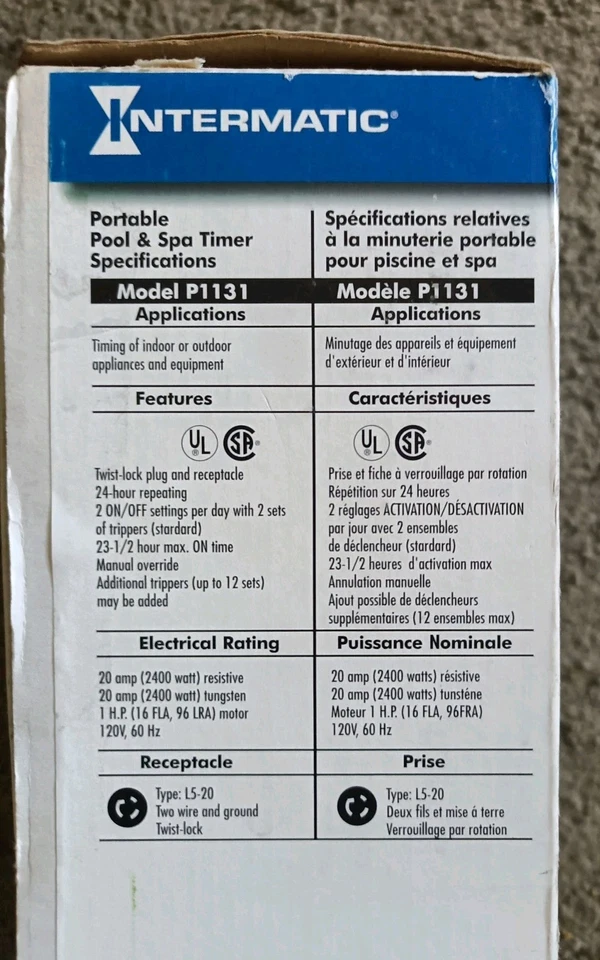 INTERMATIC®
Portable
Pool & Spa Timer
Specifications
Model P1131
Applications
Timing of indoor or outdoor
appliances and equipment
Features
UL® SA®
Twist-lock plug and receptacle
24-hour repeating
2 ON/OFF settings per day with 2 sets
of trippers (stardard)
23-1/2 hour max. ON time
Manual override
Additional trippers (up to 12 sets)
may be added
Electrical Rating
20 amp (2400 watt) resistive
20 amp (2400 watt) tungsten
1 H.P. (16 FLA, 96 LRA) motor
120V, 60 Hz
Receptacle
Type: L5-20
Two wire and ground
Twist-lock
Spécifications relatives
à la minuterie portable
pour piscine et spa
Modèle P1131
Applications
Minutage des appareils et équipement
d'extérieur et d'intérieur
Caractéristiques
UL® SA®
Prise et fiche à verrouillage par rotation
Répétition sur 24 heures
2 réglages ACTIVATION/DÉSACTIVATION
par jour avec 2 ensembles
de déclencheur (stardard)
23-1/2 heures d'activation max
Annulation manuelle
Ajout possible de déclencheurs
supplémentaires (12 ensembles max)
Puissance Nominale
20 amp (2400 watts) résistive
20 amp (2400 watts) tunsténe
Moteur 1 H.P. (16 FLA, 96FRA)
120V, 60 Hz
Prise
Type: L5-20
Deux fils et mise á terre
Verrouillage par rotation